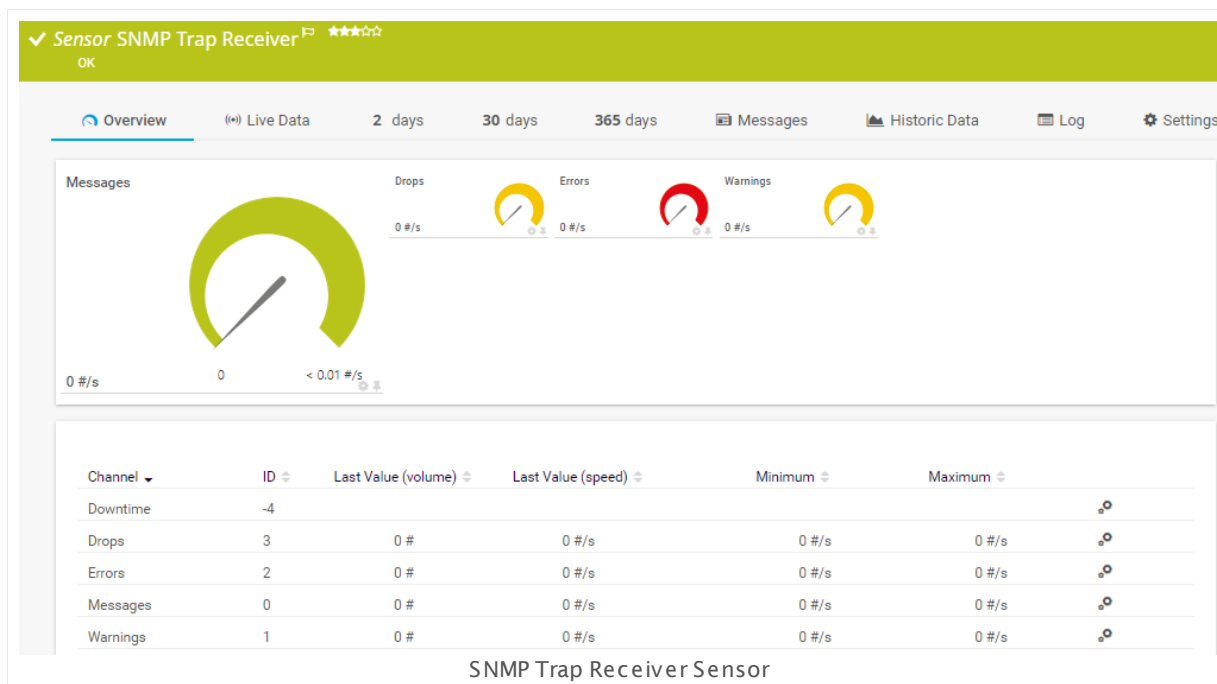 Sensor SNMP Trap Receiver
OK
Overview
Live Data
2 days
30 days
365 days
Messages
Historic Data
Log
Settings
Messages
0 #/s
0
< 0.01 #/s
Drops
0 #/s
Errors
0 #/s
Warnings
0 #/s
Channel ID Last Value (volume) Last Value (speed) Minimum Maximum
Downtime -4
Drops 3 0 # 0 #/s 0 #/s 0 #/s
Errors 2 0 # 0 #/s 0 #/s 0 #/s
Messages 0 0 # 0 #/s 0 #/s 0 #/s
Warnings 1 0 # 0 #/s 0 #/s 0 #/s
SNMP Trap Receiver Sensor